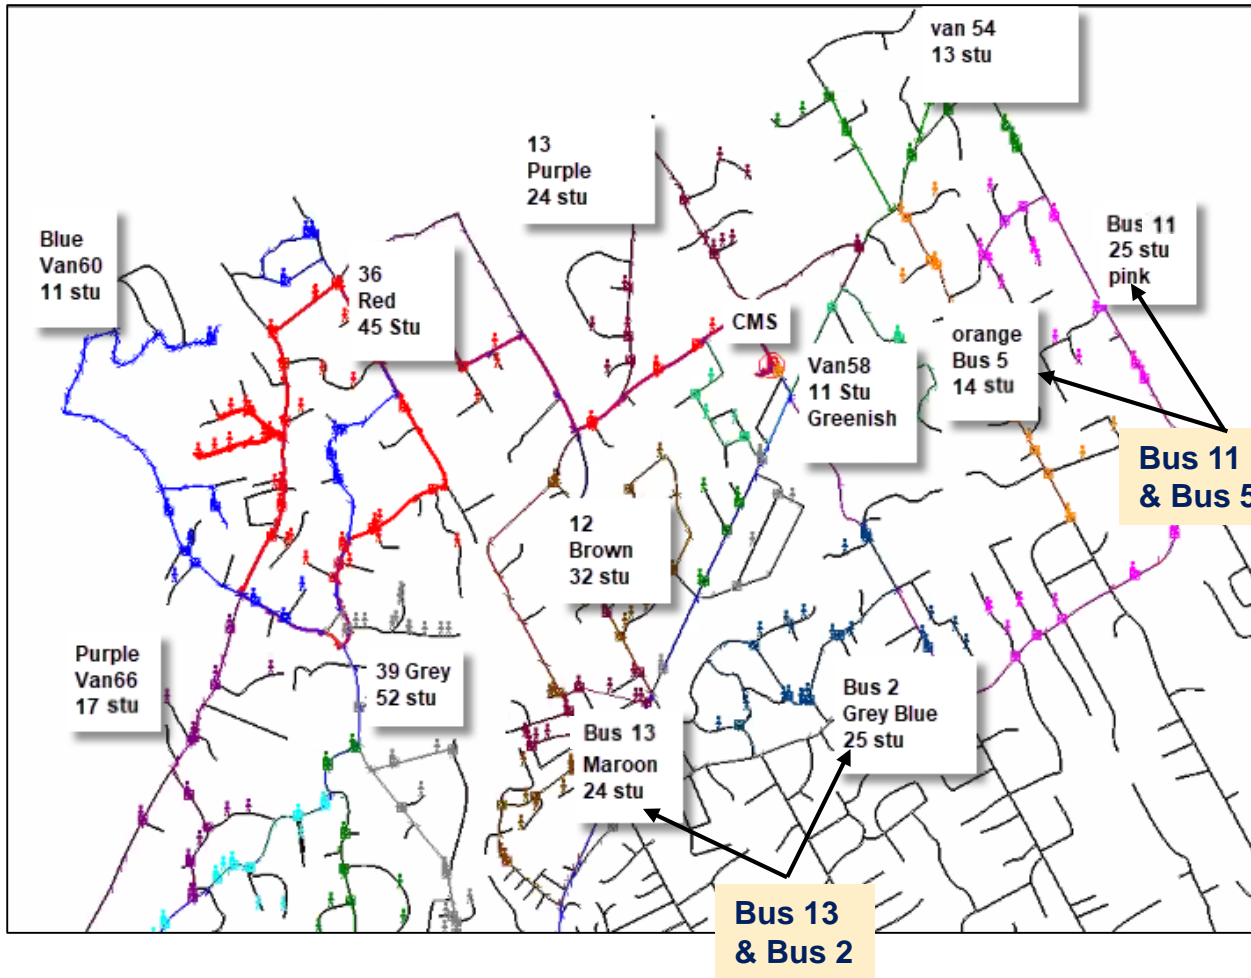 van 54
13 stu
13
Purple
24 stu
Blue
Van60
11 stu
36
Red
45 Stu
Bus 11
25 stu
pink
CMS
Van58
11 Stu
Greenish
orange
Bus 5
14 stu
Bus 11
& Bus 5
12
Brown
32 stu
Purple
Van66
17 stu
39 Grey
52 stu
Bus 13
Maroon
24 stu
Bus 2
Grey Blue
25 stu
Bus 13
& Bus 2